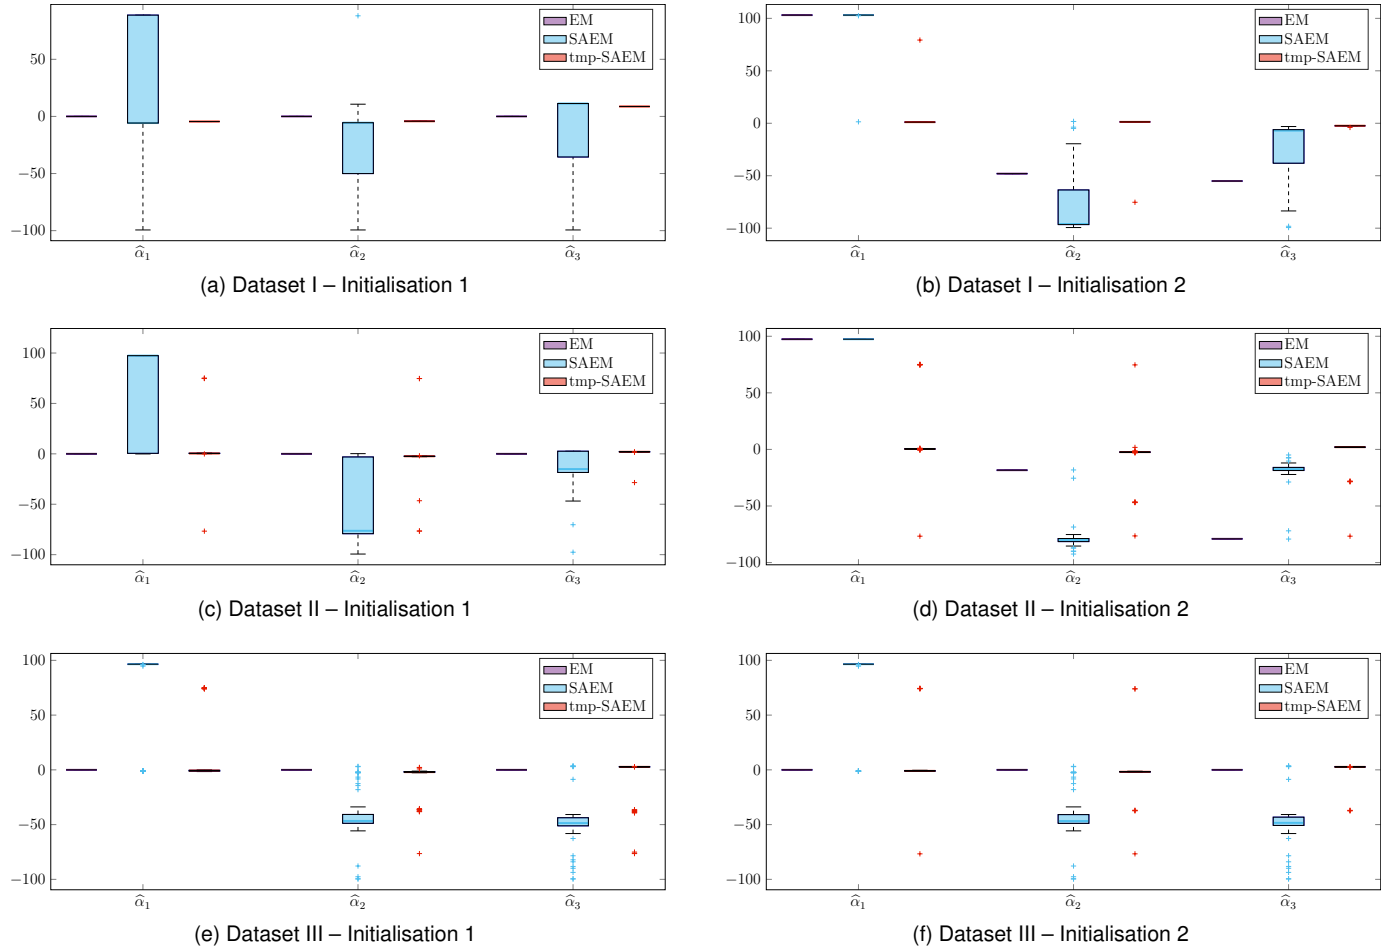 EM
SAEM
tmp-SAEM
50
0
−50
−100
α̂₁ α̂₂ α̂₃
(a) Dataset I – Initialisation 1
EM
SAEM
tmp-SAEM
100
50
0
−50
−100
α̂₁ α̂₂ α̂₃
(b) Dataset I – Initialisation 2
EM
SAEM
tmp-SAEM
100
50
0
−50
−100
α̂₁ α̂₂ α̂₃
(c) Dataset II – Initialisation 1
EM
SAEM
tmp-SAEM
100
50
0
−50
−100
α̂₁ α̂₂ α̂₃
(d) Dataset II – Initialisation 2
EM
SAEM
tmp-SAEM
100
50
0
−50
−100
α̂₁ α̂₂ α̂₃
(e) Dataset III – Initialisation 1
EM
SAEM
tmp-SAEM
100
50
0
−50
−100
α̂₁ α̂₂ α̂₃
(f) Dataset III – Initialisation 2